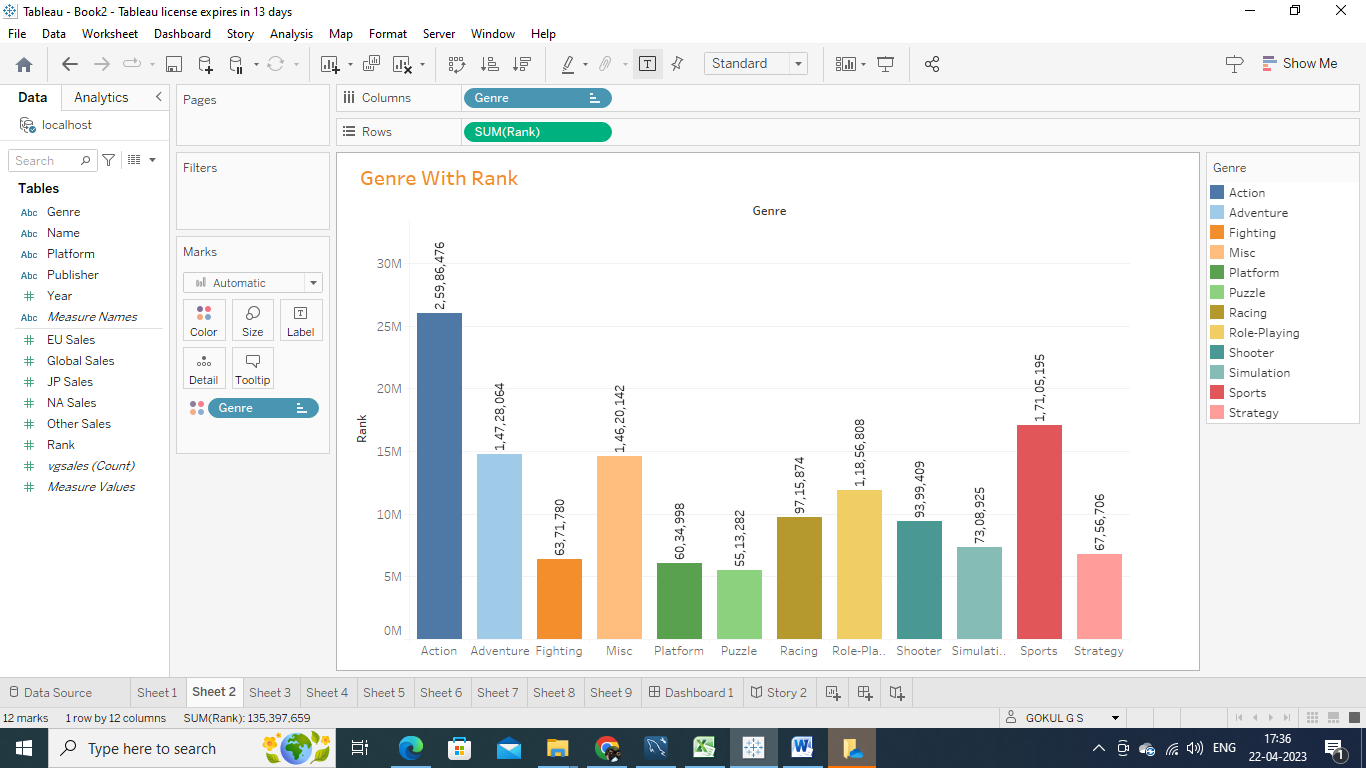 Tableau - Book2 - Tableau license expires in 13 days
File Data Worksheet Dashboard Story Analysis Map Format Server Window Help
Standard
Show Me
Data Analytics
localhost
Search
Tables
Abc Genre
Abc Name
Abc Platform
Abc Publisher
# Year
Abc Measure Names
# EU Sales
# Global Sales
# JP Sales
# NA Sales
# Other Sales
# Rank
# vgsales (Count)
# Measure Values
Pages
Filters
Marks
Automatic
Color Size Label
Detail Tooltip
Genre
Columns Genre
Rows SUM(Rank)
Genre With Rank
Genre
Rank
30M
25M
20M
15M
10M
5M
0M
2,59,86,476
1,47,28,064
63,71,780
1,46,20,142
60,34,998
55,13,282
97,15,874
1,18,56,808
93,99,409
73,08,925
1,71,05,195
67,56,706
Action Adventure Fighting Misc Platform Puzzle Racing Role-Pla.. Shooter Simulati.. Sports Strategy
Genre
Action
Adventure
Fighting
Misc
Platform
Puzzle
Racing
Role-Playing
Shooter
Simulation
Sports
Strategy
Data Source Sheet 1 Sheet 2 Sheet 3 Sheet 4 Sheet 5 Sheet 6 Sheet 7 Sheet 8 Sheet 9 Dashboard 1 Story 2
12 marks 1 row by 12 columns SUM(Rank): 135,397,659 GOKUL G S
Type here to search
ENG
17:36
22-04-2023
1